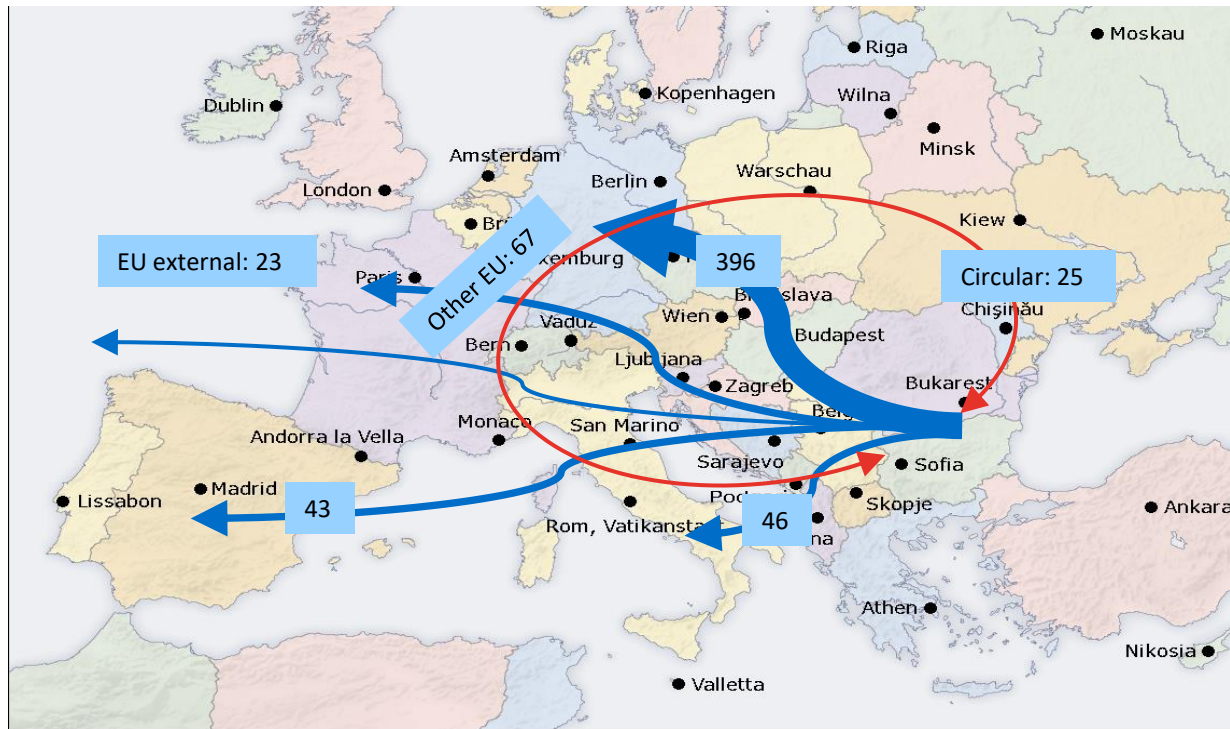 Moskau
Riga
Dublin
Kopenhagen
Wilna
Minsk
Amsterdam
Warschau
Berlin
London
Kiew
EU external: 23
Other EU: 67
396
Circular: 25
Paris
Chişinău
Wien
Vaduz
Budapest
Bern
Ljubljana
Zagreb
Bukarest
Monaco
San Marino
Andorra la Vella
Sarajevo
Sofia
Madrid
Lissabon
43
46
Skopje
Ankara
Rom, Vatikanstadt
Athen
Nikosia
Valletta